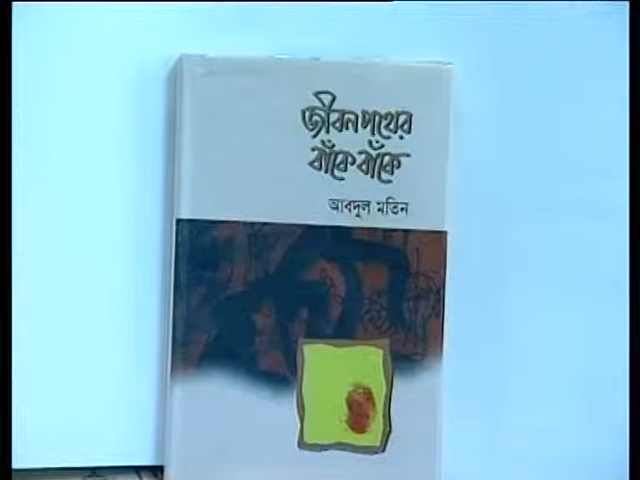 জীবন পথের
বাঁকে বাঁকে
আবদুল মতিন